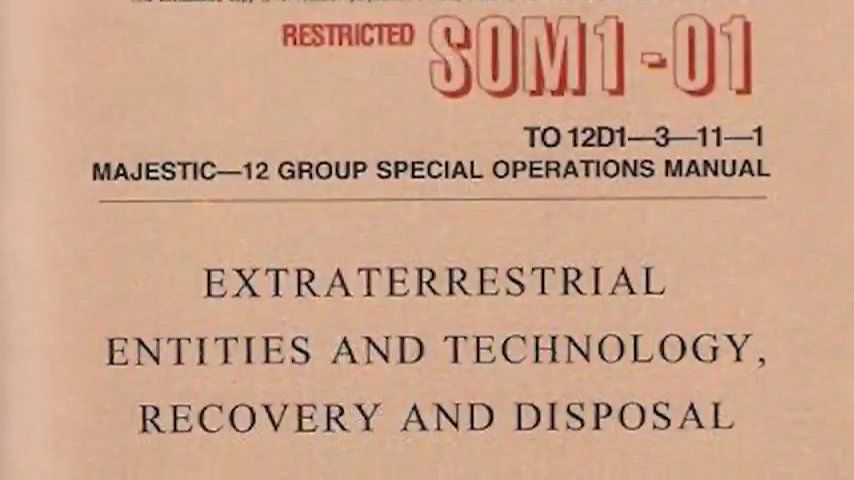 RESTRICTED SOM1-01
TO 12D1—3—11—1
MAJESTIC—12 GROUP SPECIAL OPERATIONS MANUAL
EXTRATERRESTRIAL
ENTITIES AND TECHNOLOGY,
RECOVERY AND DISPOSAL